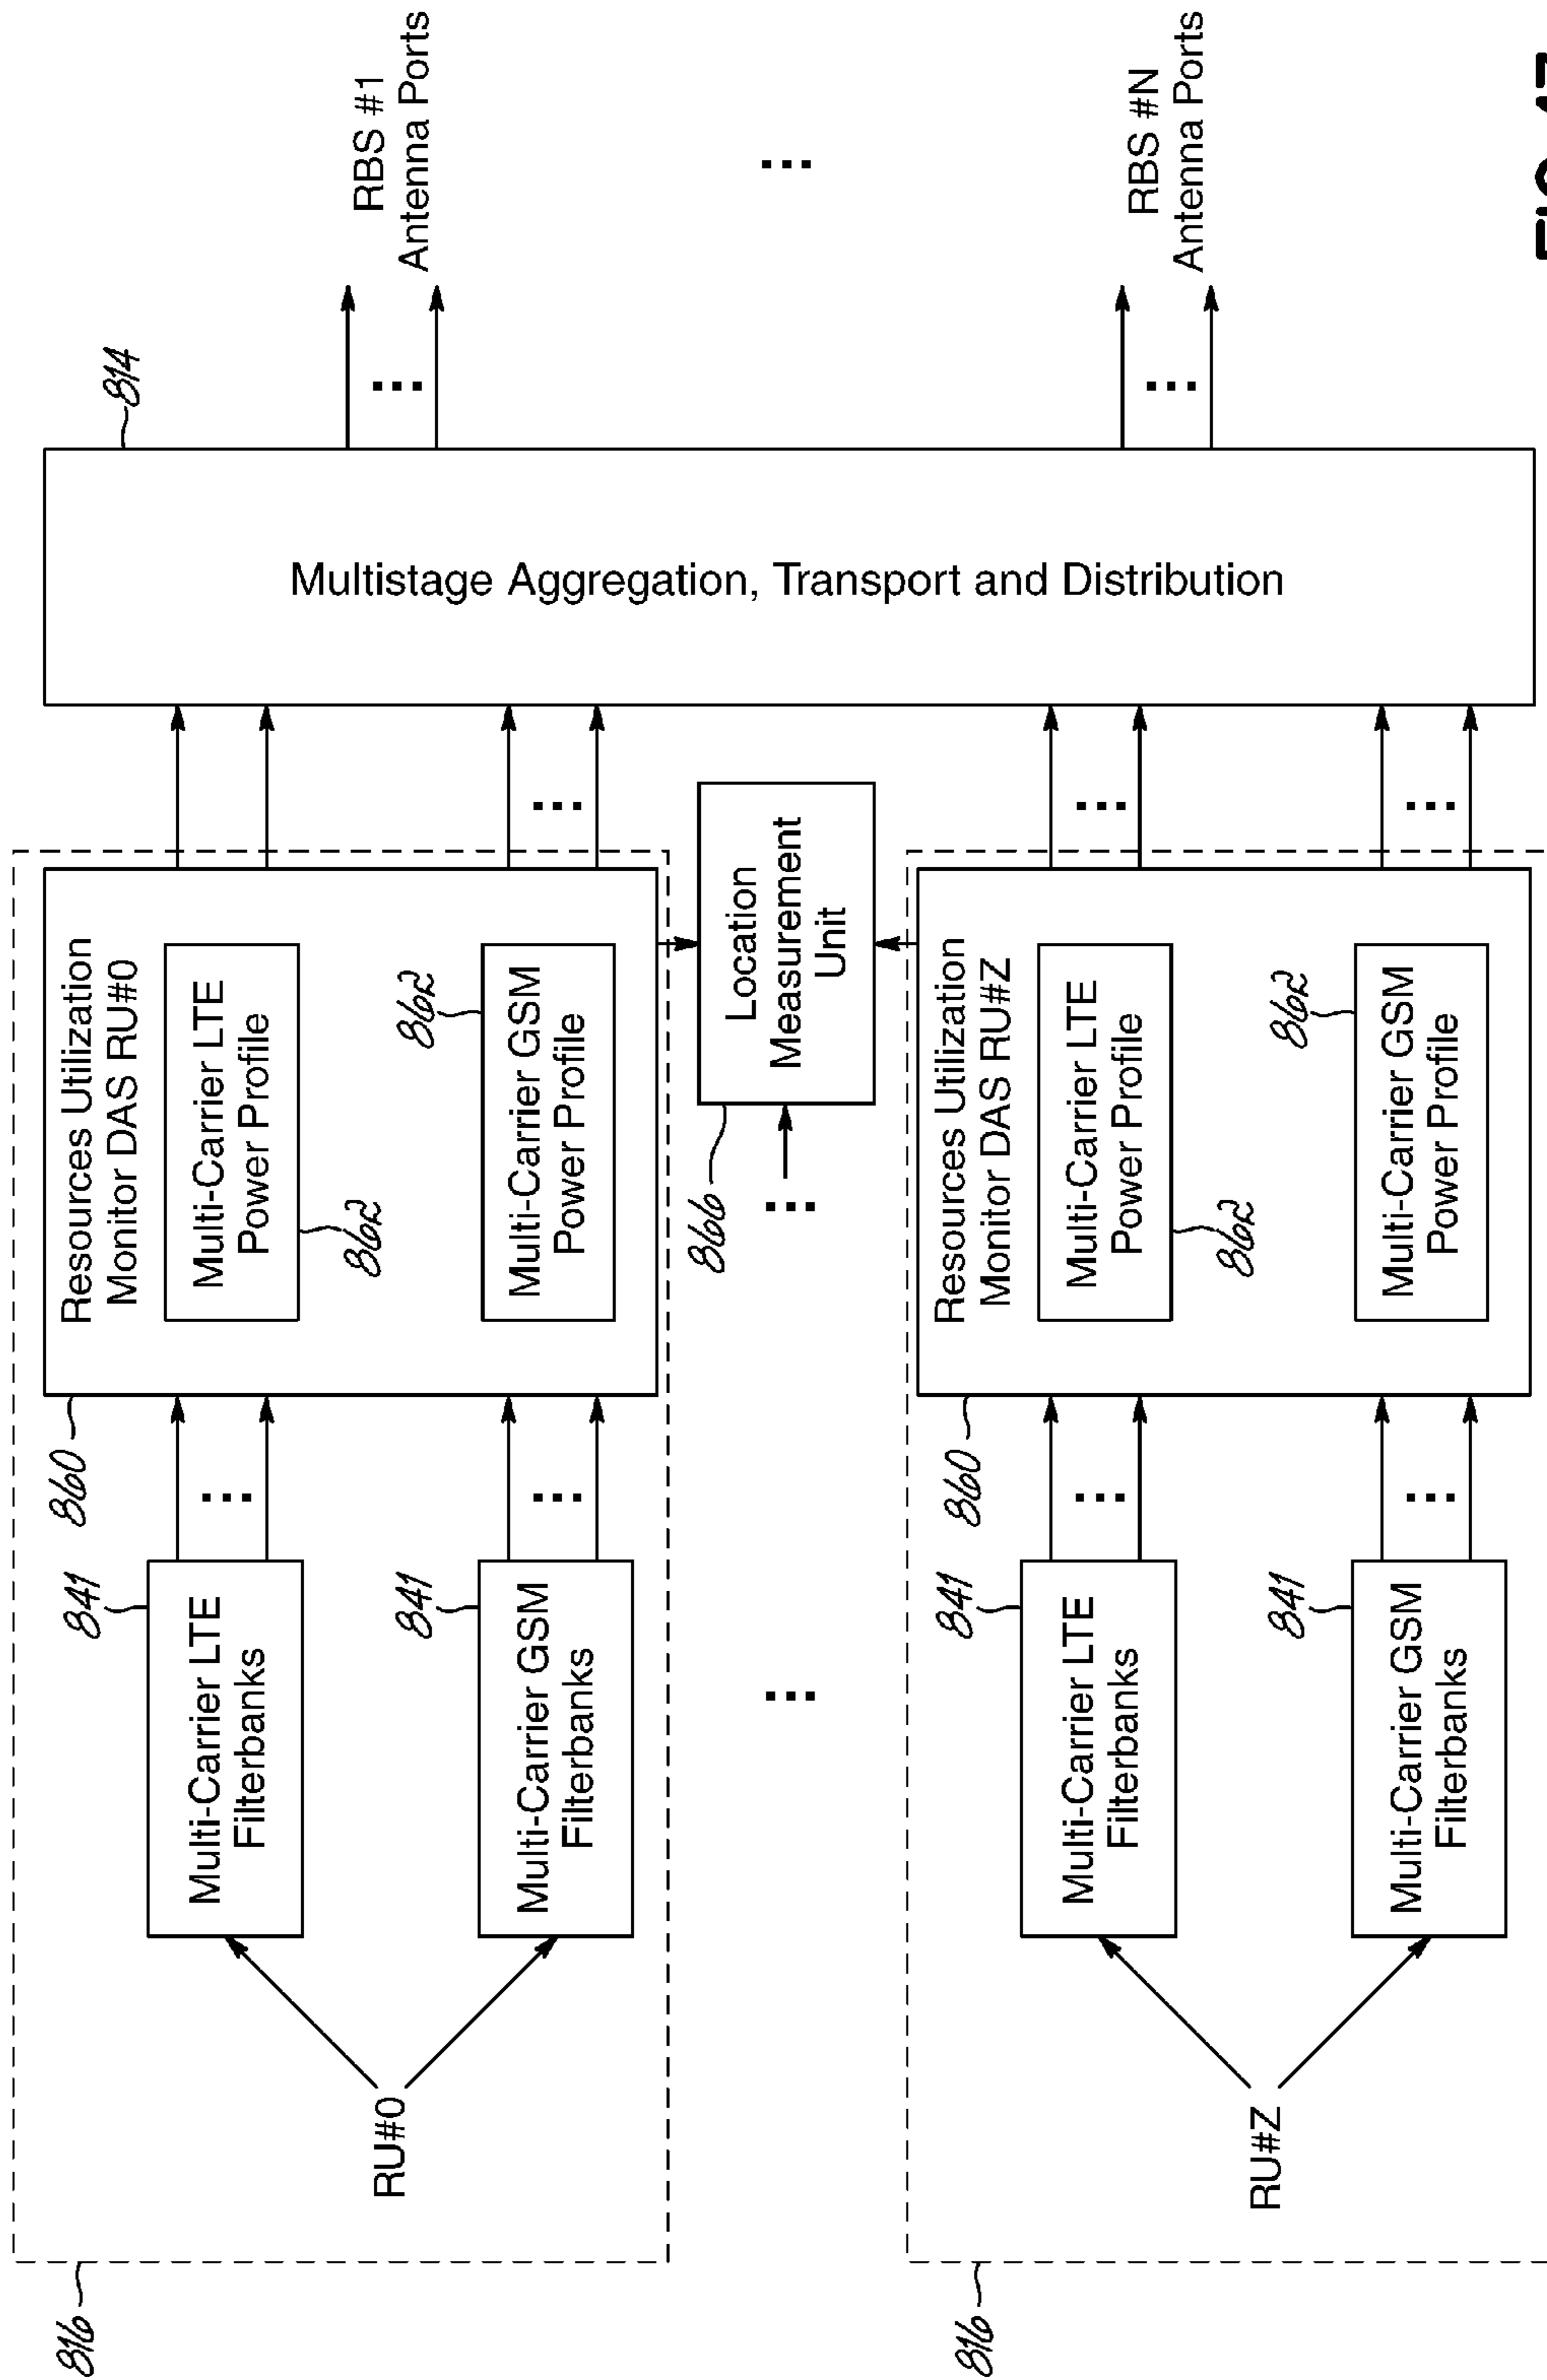 816
RU#0
841
Multi-Carrier LTE
Filterbanks
841
Multi-Carrier GSM
Filterbanks
860
Resources Utilization
Monitor DAS RU#0
Multi-Carrier LTE
Power Profile
862
862
Multi-Carrier GSM
Power Profile
814
Multistage Aggregation, Transport and Distribution
RBS #1
Antenna Ports
866
Location
Measurement
Unit
816
RU#Z
841
Multi-Carrier LTE
Filterbanks
841
Multi-Carrier GSM
Filterbanks
860
Resources Utilization
Monitor DAS RU#Z
Multi-Carrier LTE
Power Profile
862
862
Multi-Carrier GSM
Power Profile
RBS #N
Antenna Ports